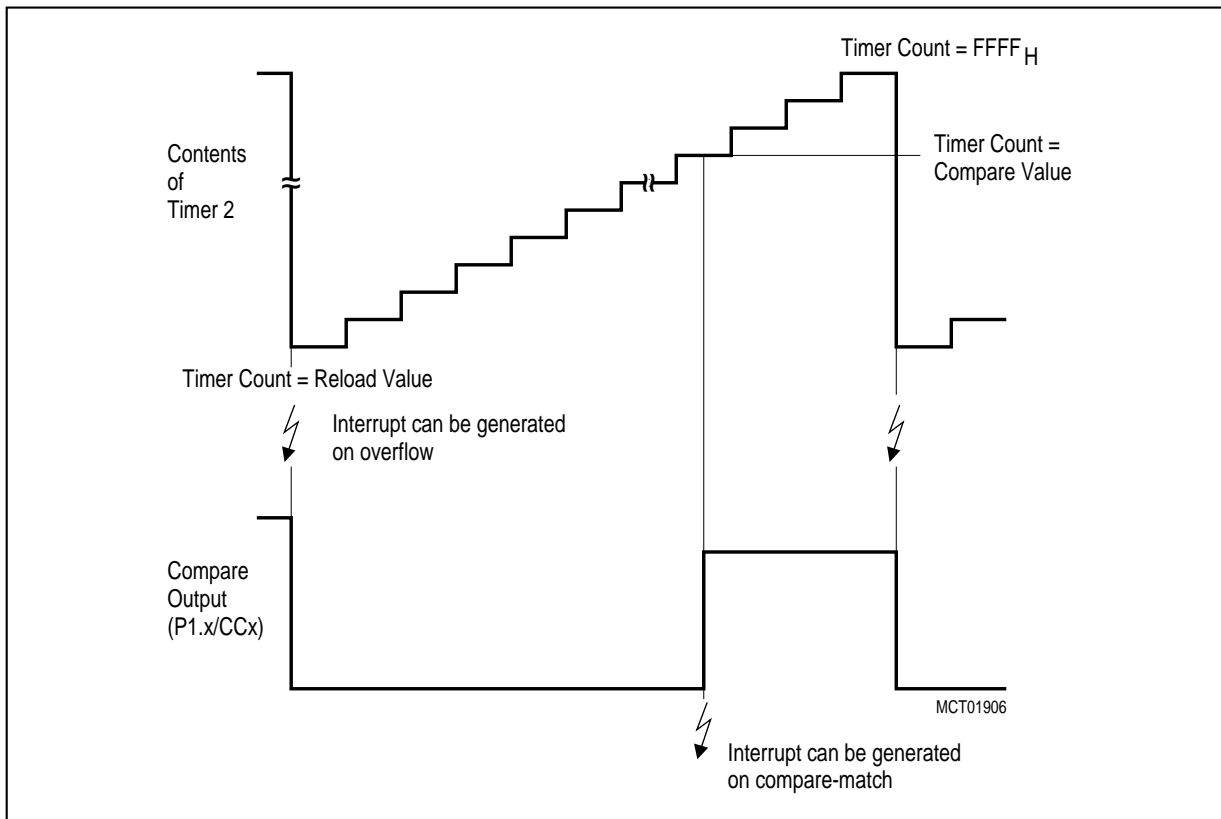 Timer Count = FFFF H
Contents
of
Timer 2
Timer Count =
Compare Value
Timer Count = Reload Value
Interrupt can be generated
on overflow
Compare
Output
(P1.x/CCx)
MCT01906
Interrupt can be generated
on compare-match